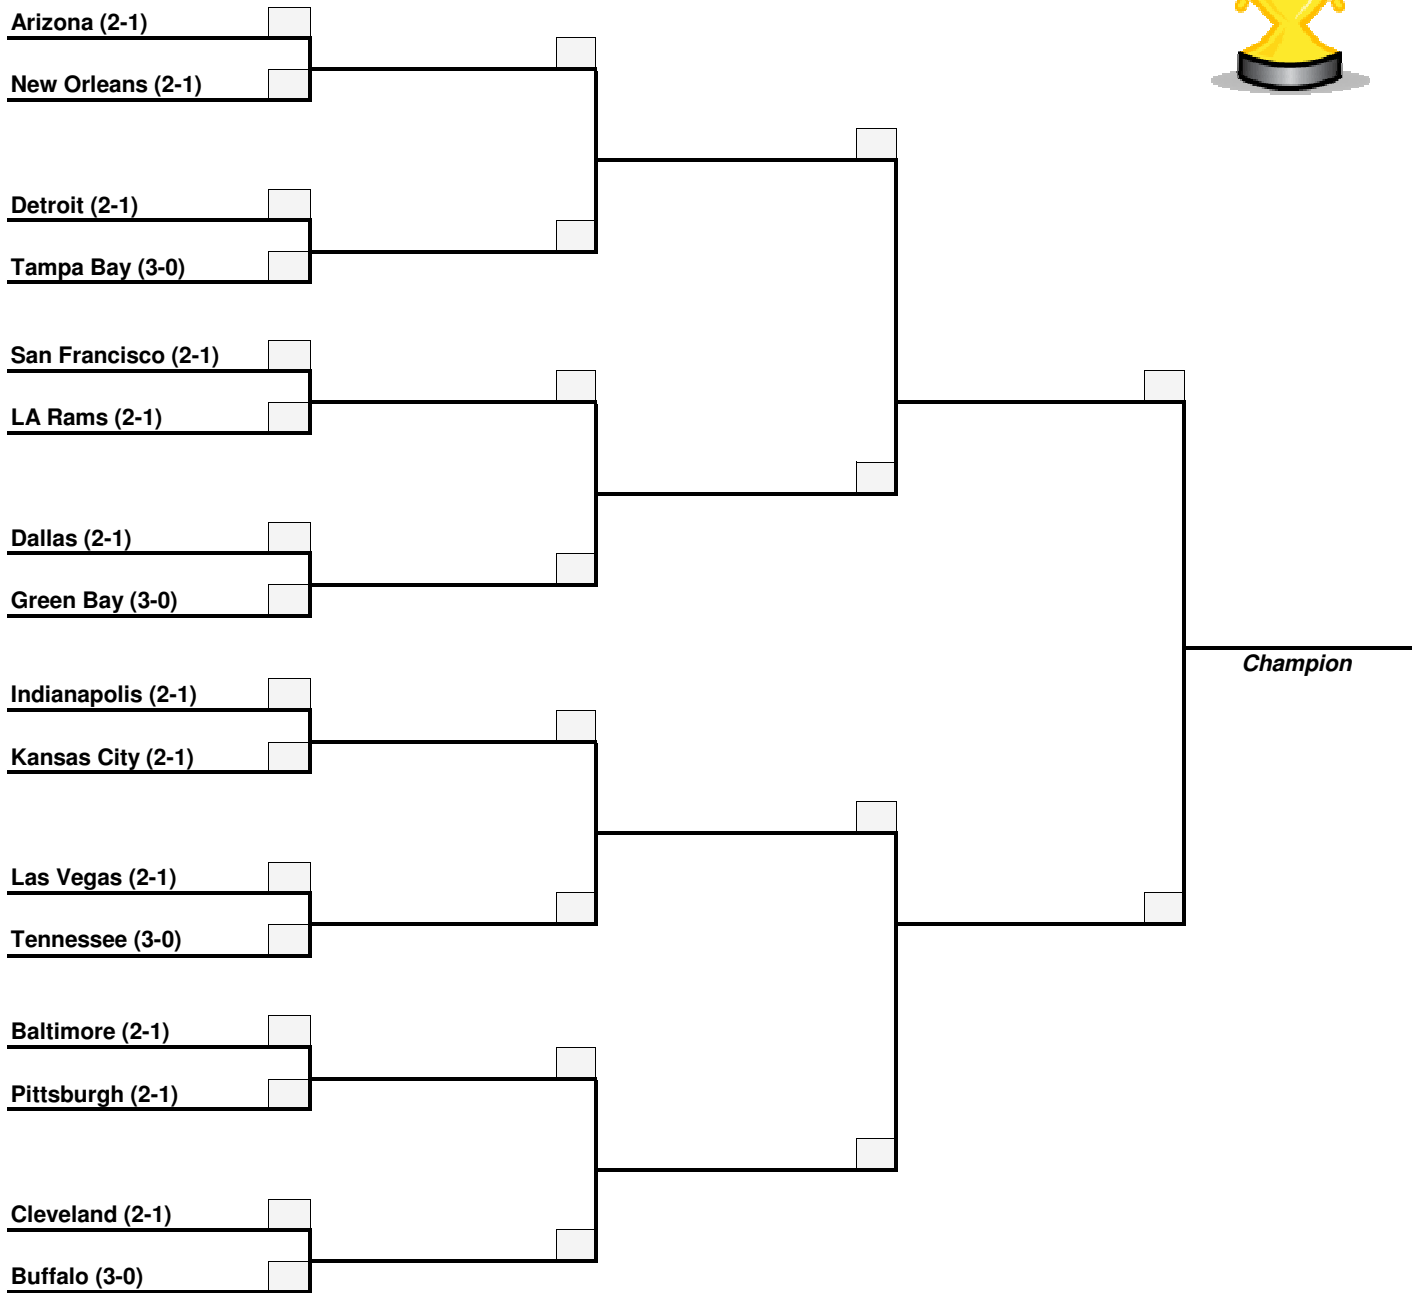 Arizona (2-1)
New Orleans (2-1)
Detroit (2-1)
Tampa Bay (3-0)
San Francisco (2-1)
LA Rams (2-1)
Dallas (2-1)
Green Bay (3-0)
Champion
Indianapolis (2-1)
Kansas City (2-1)
Las Vegas (2-1)
Tennessee (3-0)
Baltimore (2-1)
Pittsburgh (2-1)
Cleveland (2-1)
Buffalo (3-0)